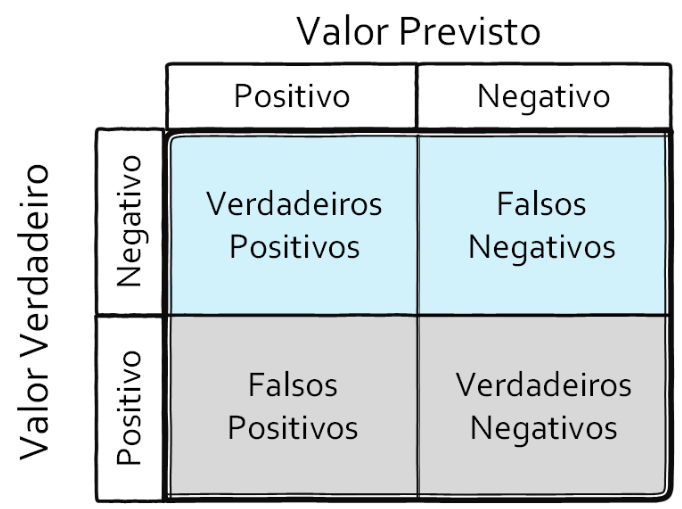 Valor Previsto
Positivo
Negativo
Valor Verdadeiro
Negativo
Verdadeiros
Positivos
Falsos
Negativos
Positivo
Falsos
Positivos
Verdadeiros
Negativos